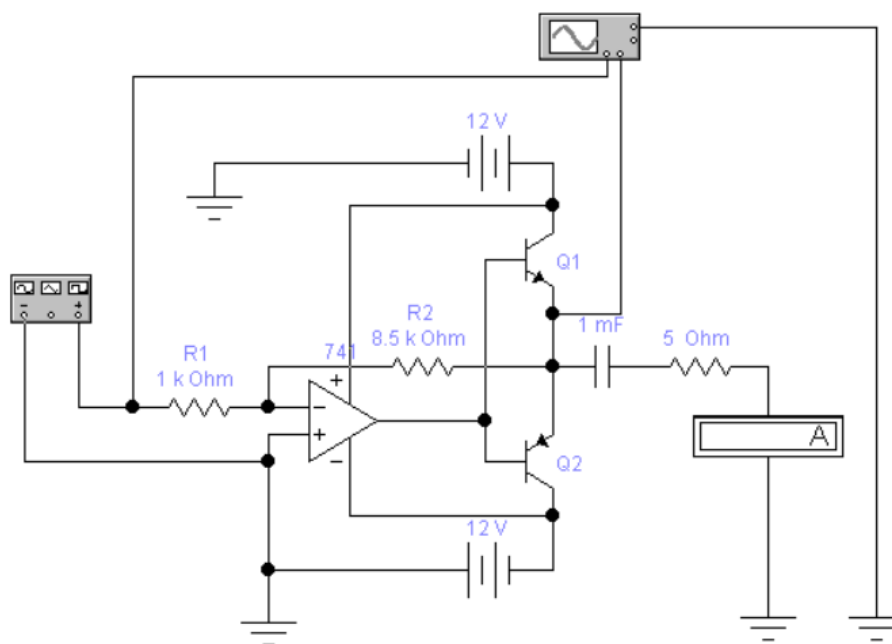 12 V
Q1
R2
8.5 k Ohm
1 mF
5 Ohm
741
R1
1 k Ohm
+
-
-
+
-
+
A
Q2
-
12 V